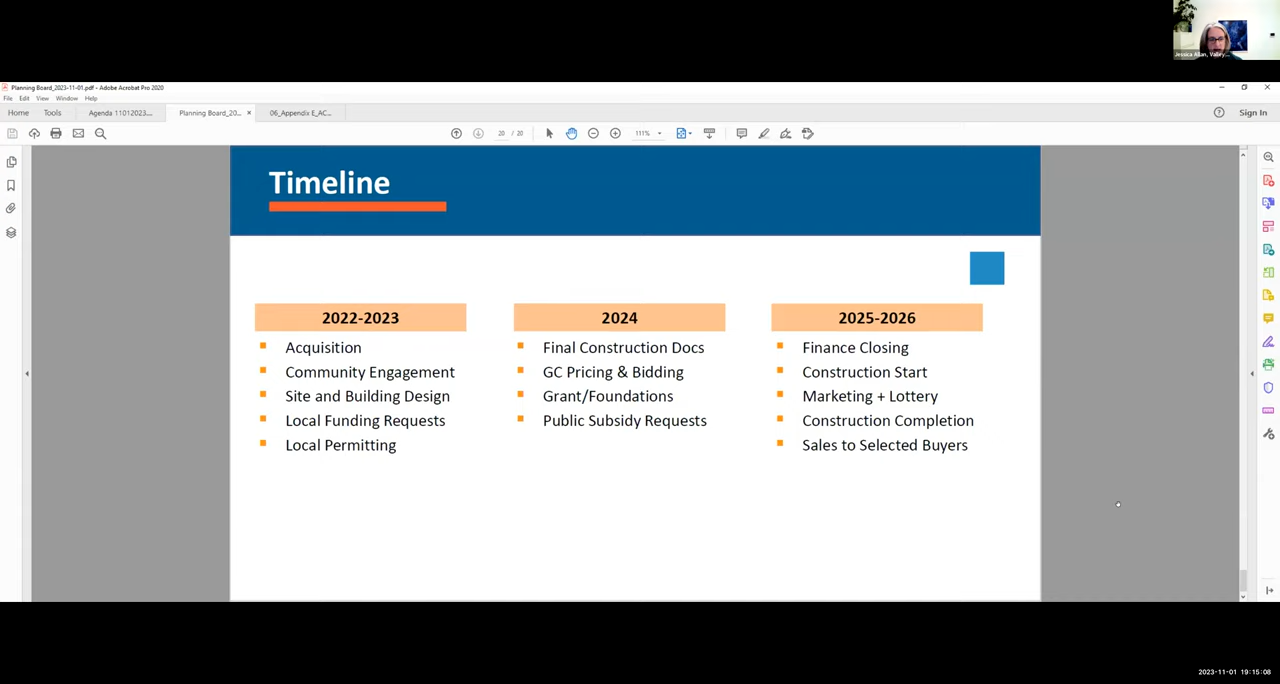 Jessica Allan, Valley...
Planning Board_2023-11-01.pdf - Adobe Acrobat Pro 2020
File Edit View Window Help
Home Tools Agenda 11012023.... Planning Board_20... × 06_Appendix E_AC... Sign In
20 / 20 111%
Timeline
2022-2023
Acquisition
Community Engagement
Site and Building Design
Local Funding Requests
Local Permitting
2024
Final Construction Docs
GC Pricing & Bidding
Grant/Foundations
Public Subsidy Requests
2025-2026
Finance Closing
Construction Start
Marketing + Lottery
Construction Completion
Sales to Selected Buyers
2023-11-01 19:15:08